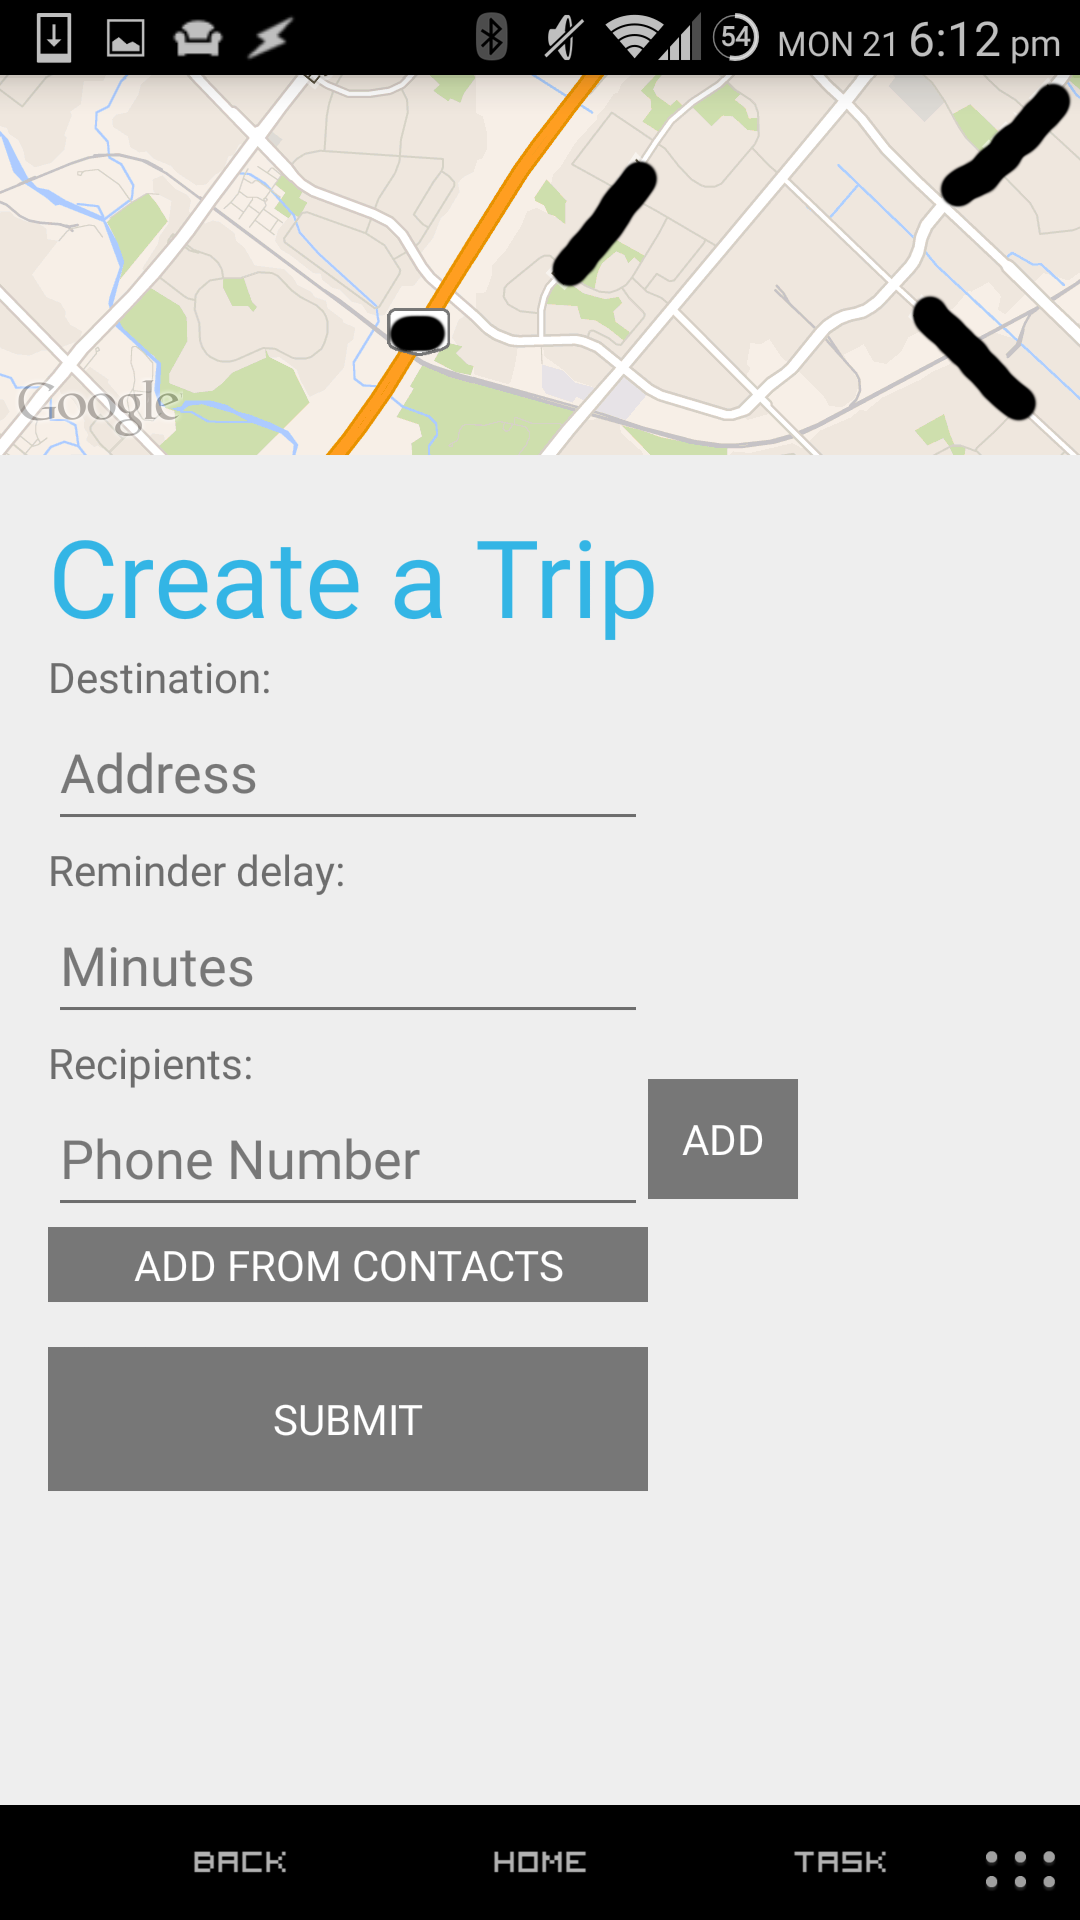 54 MON 21 6:12 pm
Google
Create a Trip
Destination:
Address
Reminder delay:
Minutes
Recipients:
Phone Number
ADD
ADD FROM CONTACTS
SUBMIT
BACK HOME TASK